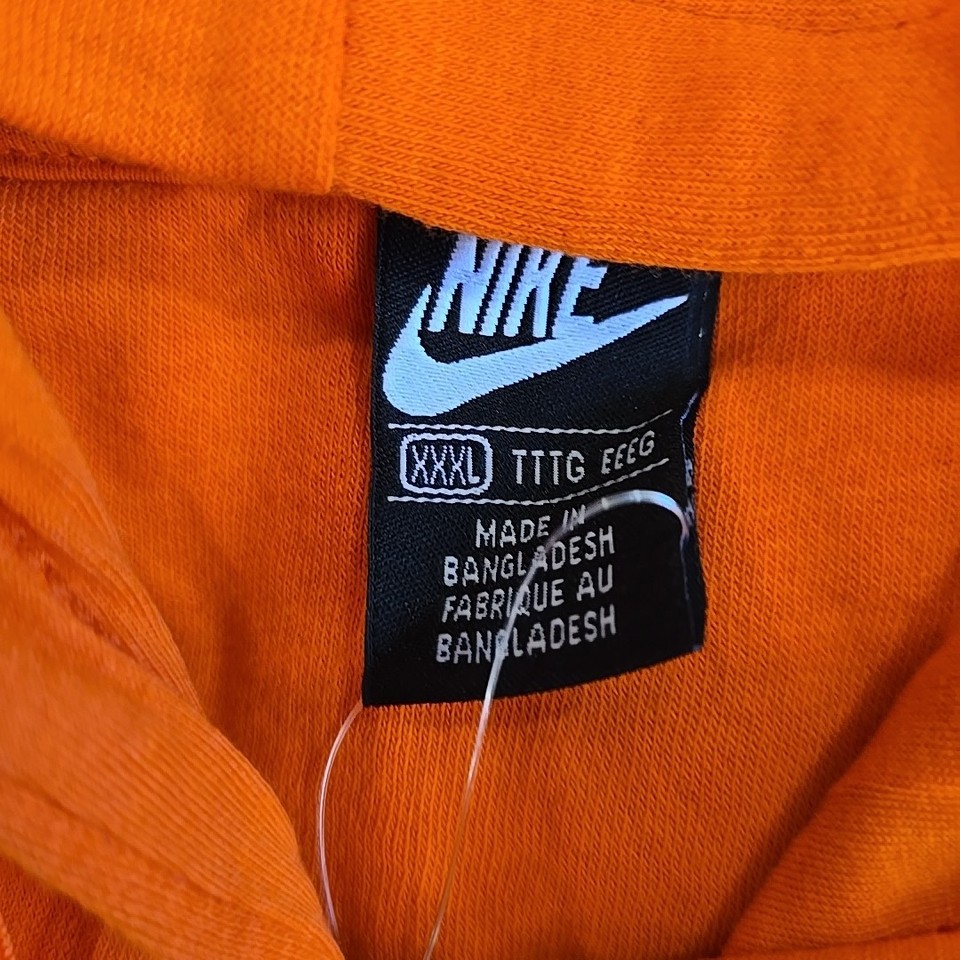 NIKE
XXXL TTTG EEEG
MADE IN
BANGLADESH
FABRIQUE AU
BANGLADESH